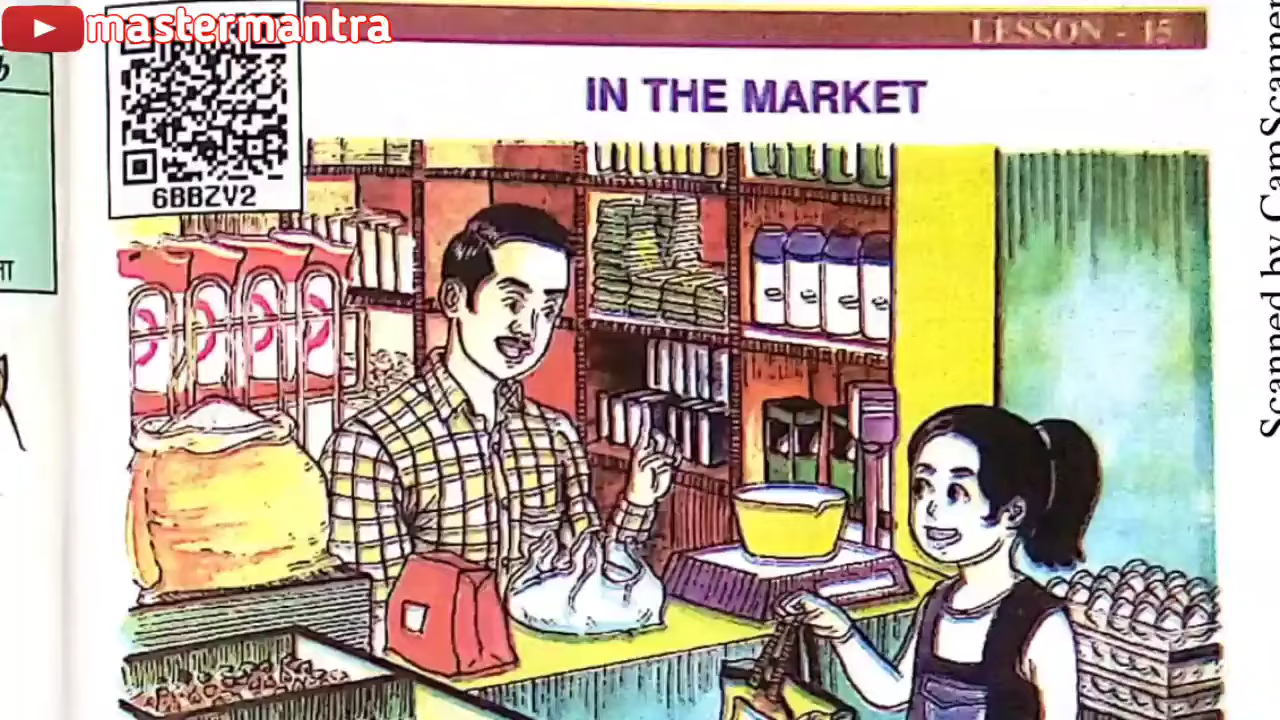 mastermantra
LESSON - 15
IN THE MARKET
6BBZV2
Scanned by CamScanner